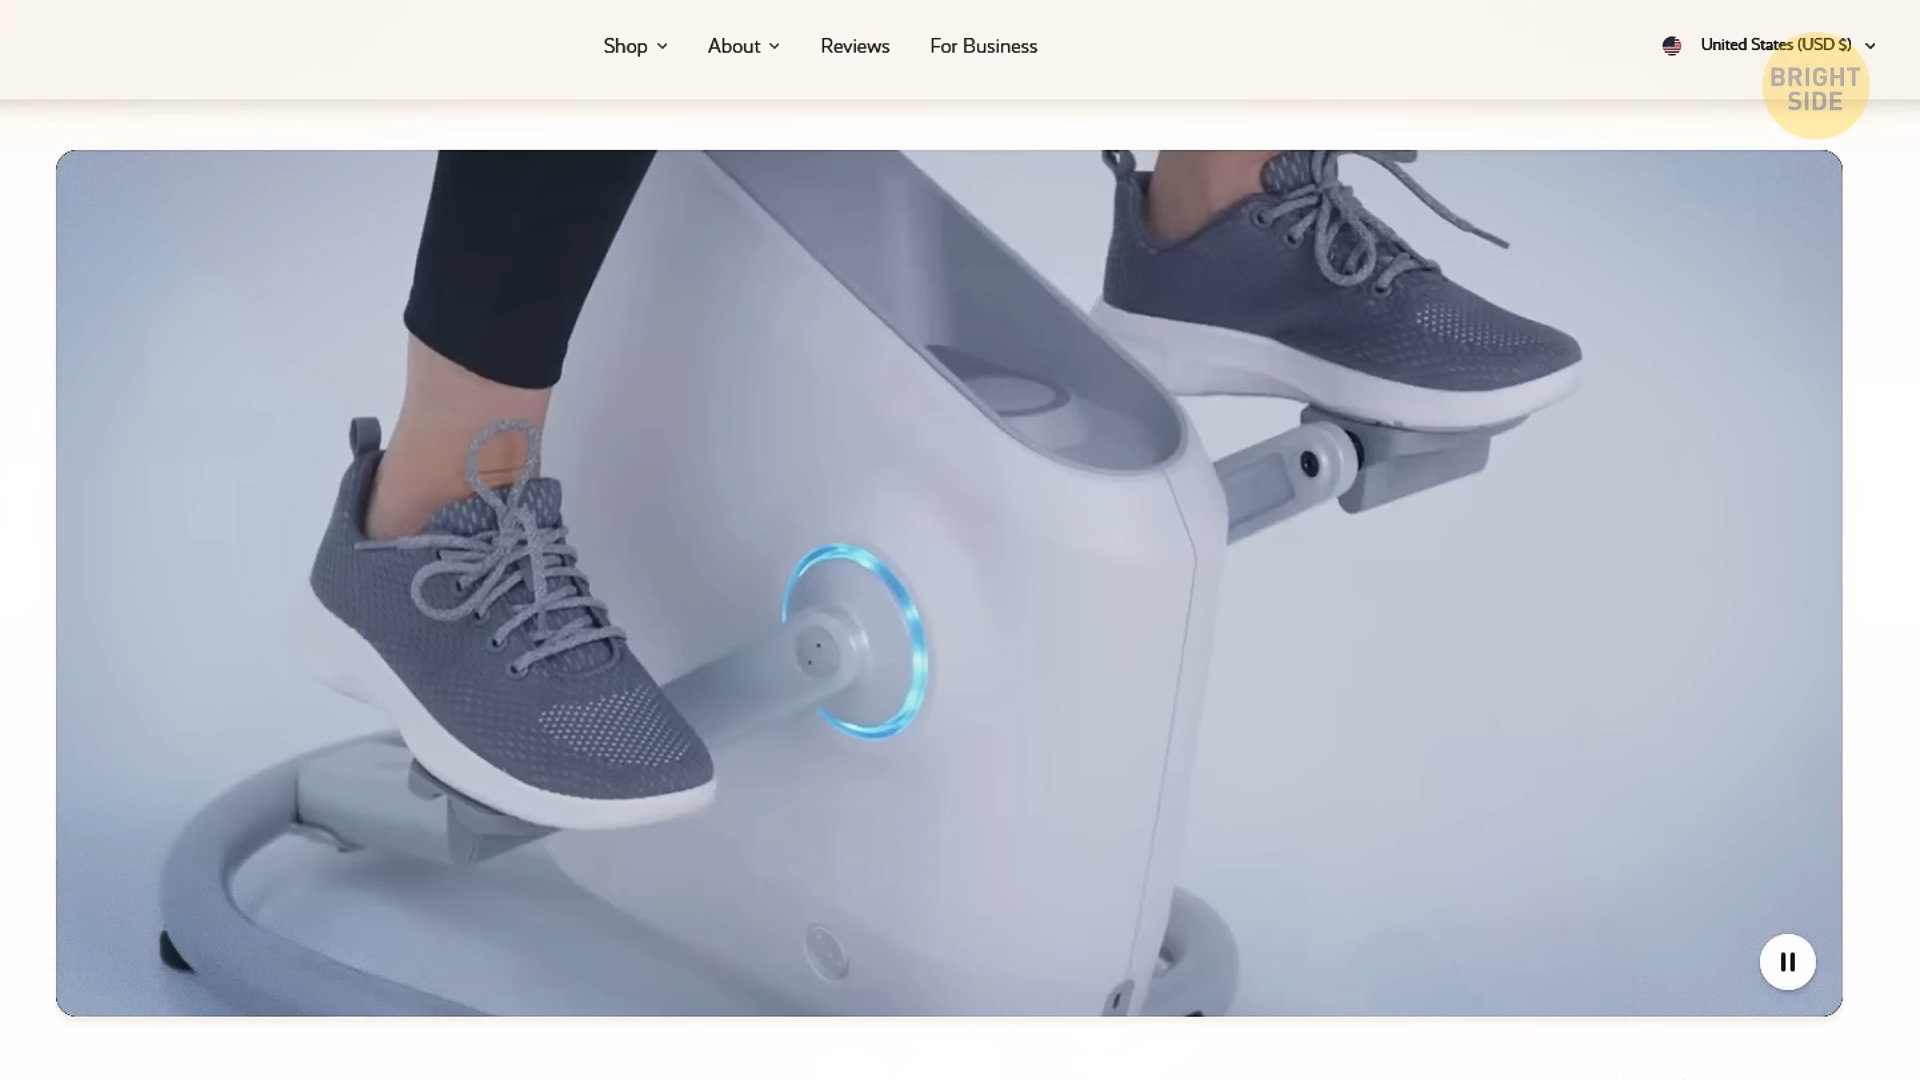 Shop
About
Reviews
For Business
United States (USD $)
BRIGHT
SIDE